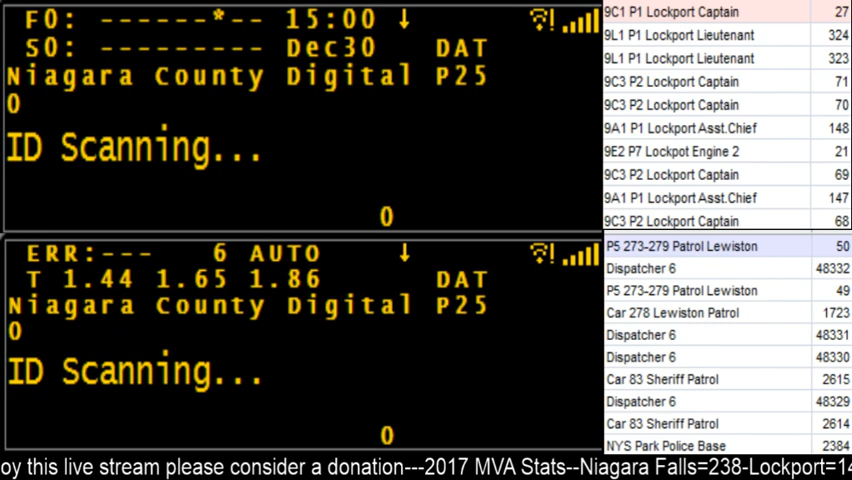 F0: ------*-- 15:00 ↓
S0: --------- Dec30 DAT
Niagara County Digital P25
0
ID Scanning...
0
9C1 P1 Lockport Captain 27
9L1 P1 Lockport Lieutenant 324
9L1 P1 Lockport Lieutenant 323
9C3 P2 Lockport Captain 71
9C3 P2 Lockport Captain 70
9A1 P1 Lockport Asst.Chief 148
9E2 P7 Lockpot Engine 2 21
9C3 P2 Lockport Captain 69
9A1 P1 Lockport Asst.Chief 147
9C3 P2 Lockport Captain 68
ERR:--- 6 AUTO ↓
T 1.44 1.65 1.86 DAT
Niagara County Digital P25
0
ID Scanning...
0
P5 273-279 Patrol Lewiston 50
Dispatcher 6 48332
P5 273-279 Patrol Lewiston 49
Car 278 Lewiston Patrol 1723
Dispatcher 6 48331
Dispatcher 6 48330
Car 83 Sheriff Patrol 2615
Dispatcher 6 48329
Car 83 Sheriff Patrol 2614
NYS Park Police Base 2384
oy this live stream please consider a donation---2017 MVA Stats--Niagara Falls=238-Lockport=14